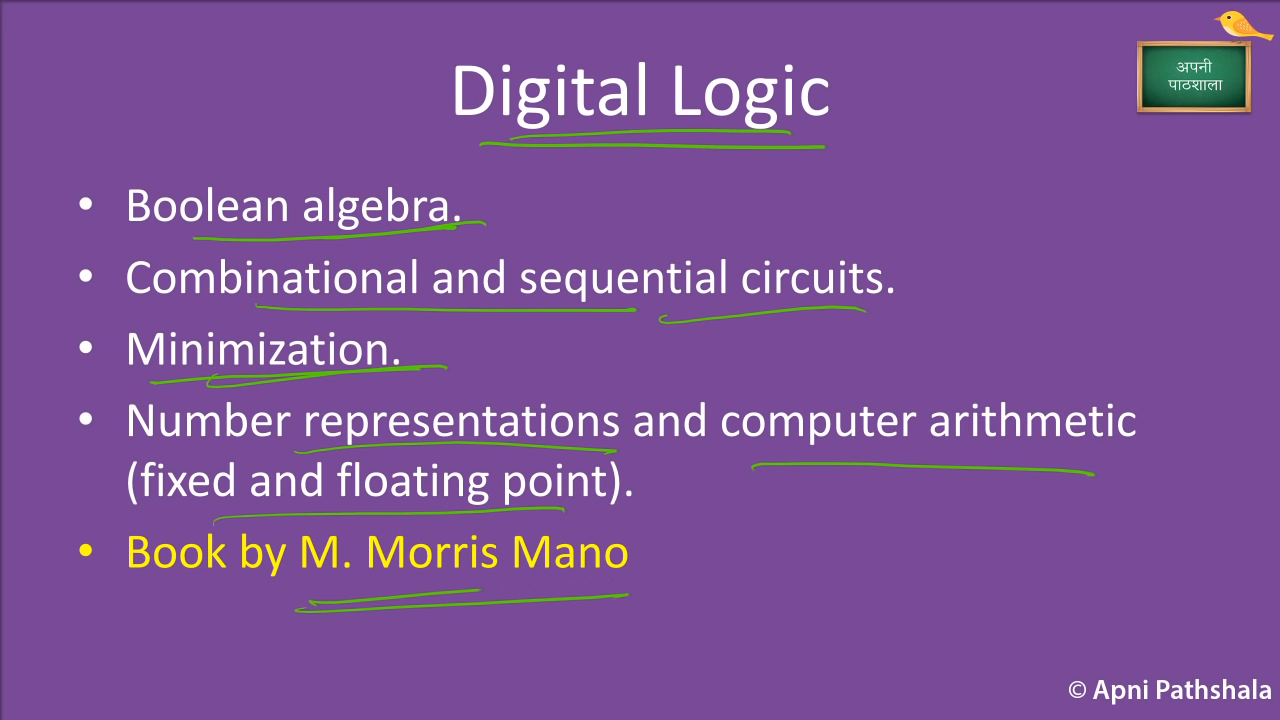 Digital Logic
अपनी
पाठशाला
• Boolean algebra.
• Combinational and sequential circuits.
• Minimization.
• Number representations and computer arithmetic
(fixed and floating point).
• Book by M. Morris Mano
© Apni Pathshala